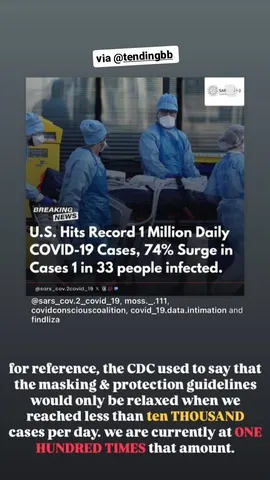 via @tendingbb
BREAKING
NEWS
U.S. Hits Record 1 Million Daily
COVID-19 Cases, 74% Surge in
Cases 1 in 33 people infected.
@sars_cov.2covid_19
@sars_cov.2_covid_19, moss._.111,
covidconsciouscoalition, covid_19.data.intimation and
findliza
for reference, the CDC used to say that
the masking & protection guidelines
would only be relaxed when we
reached less than ten THOUSAND
cases per day. we are currently at ONE
HUNDRED TIMES that amount.